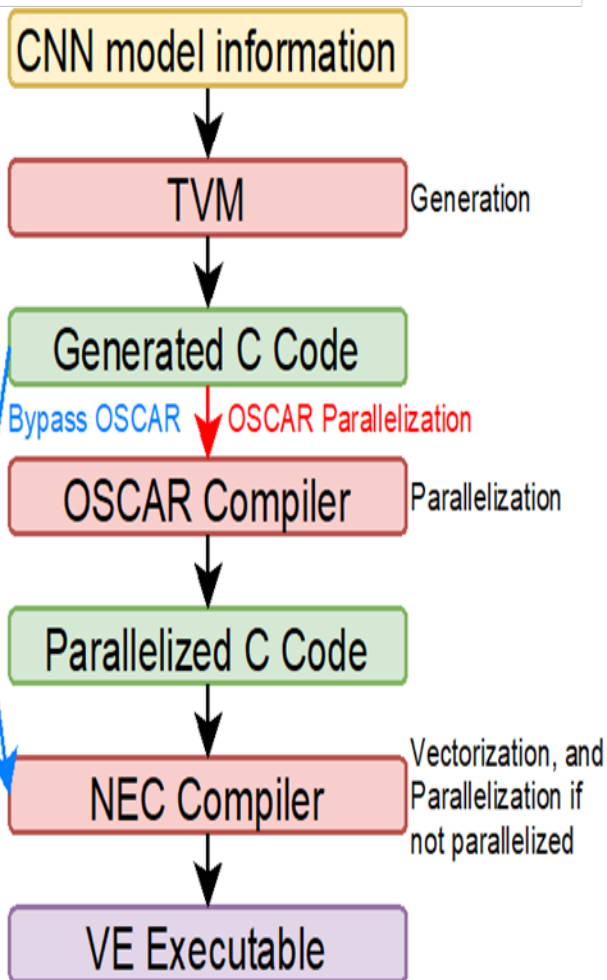 CNN model information
TVM
Generation
Generated C Code
Bypass OSCAR
OSCAR Parallelization
OSCAR Compiler
Parallelization
Parallelized C Code
NEC Compiler
Vectorization, and
Parallelization if
not parallelized
VE Executable